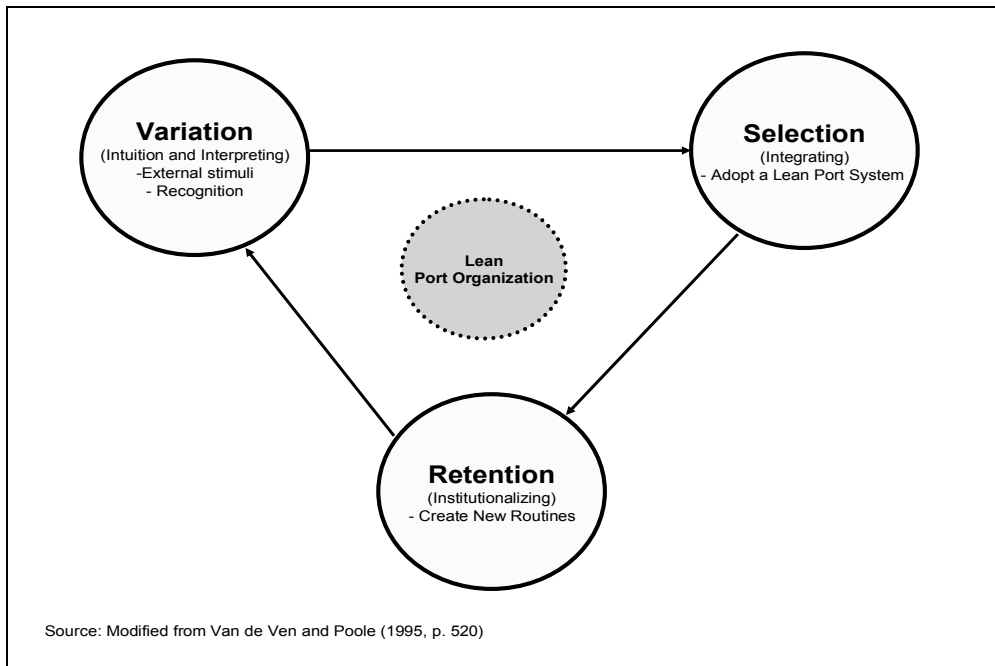 Variation
(Intuition and Interpreting)
-External stimuli
- Recognition
Selection
(Integrating)
- Adopt a Lean Port System
Lean
Port Organization
Retention
(Institutionalizing)
- Create New Routines
Source: Modified from Van de Ven and Poole (1995, p. 520)